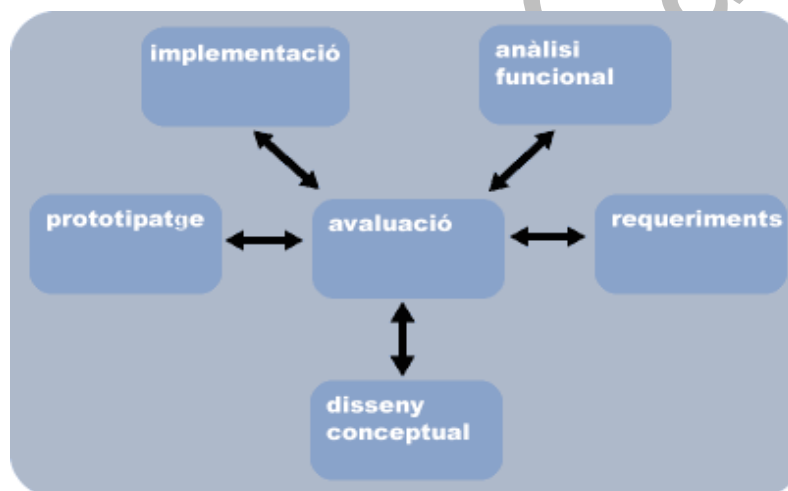 implementació
anàlisi
funcional
prototipatge
avaluació
requeriments
disseny
conceptual